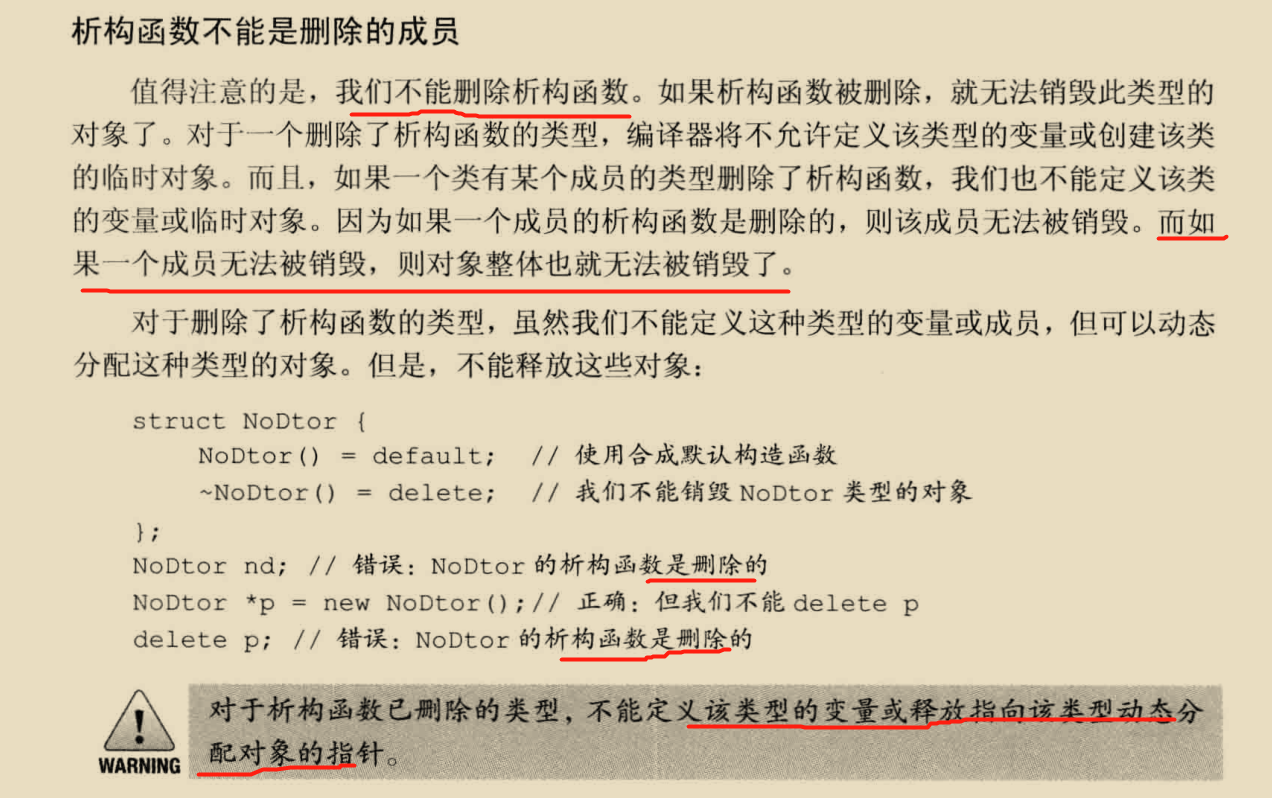 析构函数不能是删除的成员
值得注意的是，我们不能删除析构函数。如果析构函数被删除，就无法销毁此类型的
对象了。对于一个删除了析构函数的类型，编译器将不允许定义该类型的变量或创建该类
的临时对象。而且，如果一个类有某个成员的类型删除了析构函数，我们也不能定义该类
的变量或临时对象。因为如果一个成员的析构函数是删除的，则该成员无法被销毁。而如
果一个成员无法被销毁，则对象整体也就无法被销毁了。
对于删除了析构函数的类型，虽然我们不能定义这种类型的变量或成员，但可以动态
分配这种类型的对象。但是，不能释放这些对象：
struct NoDtor {
    NoDtor() = default;  // 使用合成默认构造函数
    ~NoDtor() = delete;  // 我们不能销毁 NoDtor 类型的对象
};
NoDtor nd; // 错误：NoDtor 的析构函数是删除的
NoDtor *p = new NoDtor();// 正确：但我们不能 delete p
delete p; // 错误：NoDtor 的析构函数是删除的
对于析构函数已删除的类型，不能定义该类型的变量或释放指向该类型动态分
配对象的指针。
WARNING